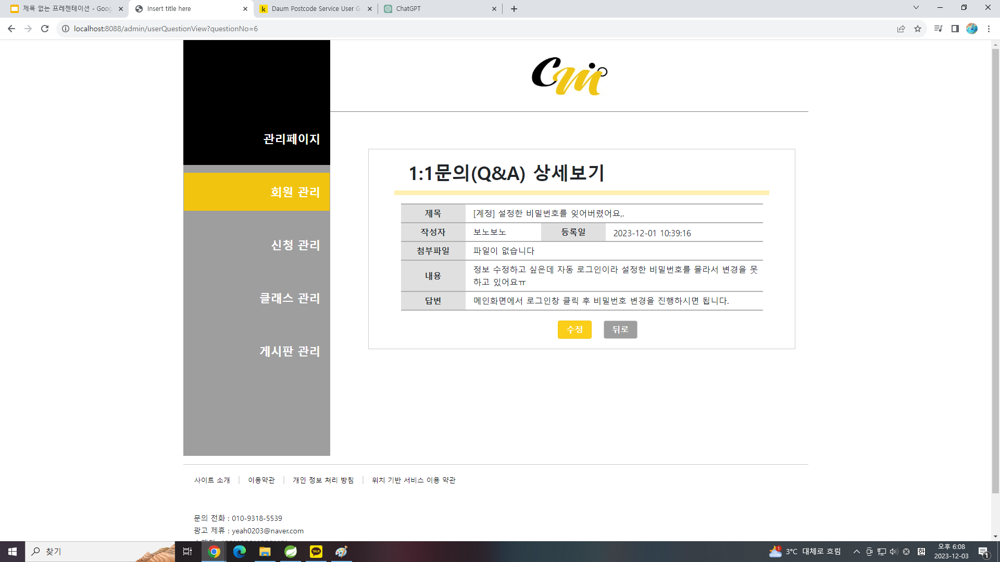 제목 없는 프레젠테이션 - Goog
Insert title here
Daum Postcode Service User G
ChatGPT
localhost:8088/admin/userQuestionView?questionNo=6
Cm
관리페이지
회원 관리
신청 관리
클래스 관리
게시판 관리
1:1문의(Q&A) 상세보기
제목 [계정] 설정한 비밀번호를 잊어버렸어요,.
작성자 보노보노 등록일 2023-12-01 10:39:16
첨부파일 파일이 없습니다
내용 정보 수정하고 싶은데 자동 로그인이라 설정한 비밀번호를 몰라서 변경을 못
하고 있어요ㅠ
답변 메인화면에서 로그인창 클릭 후 비밀번호 변경을 진행하시면 됩니다.
수정 뒤로
사이트 소개 이용약관 개인 정보 처리 방침 위치 기반 서비스 이용 약관
문의 전화 : 010-9318-5539
광고 제휴 : yeah0203@naver.com
찾기
TALK
1
3°C 대체로 흐림
한
오후 6:08
2023-12-03
1